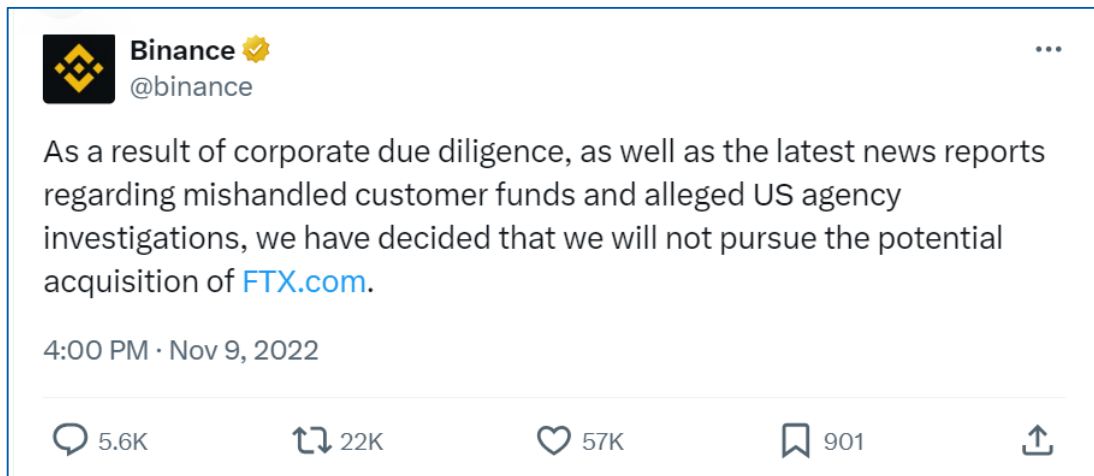 Binance
@binance
As a result of corporate due diligence, as well as the latest news reports
regarding mishandled customer funds and alleged US agency
investigations, we have decided that we will not pursue the potential
acquisition of FTX.com.
4:00 PM · Nov 9, 2022
5.6K 22K 57K 901